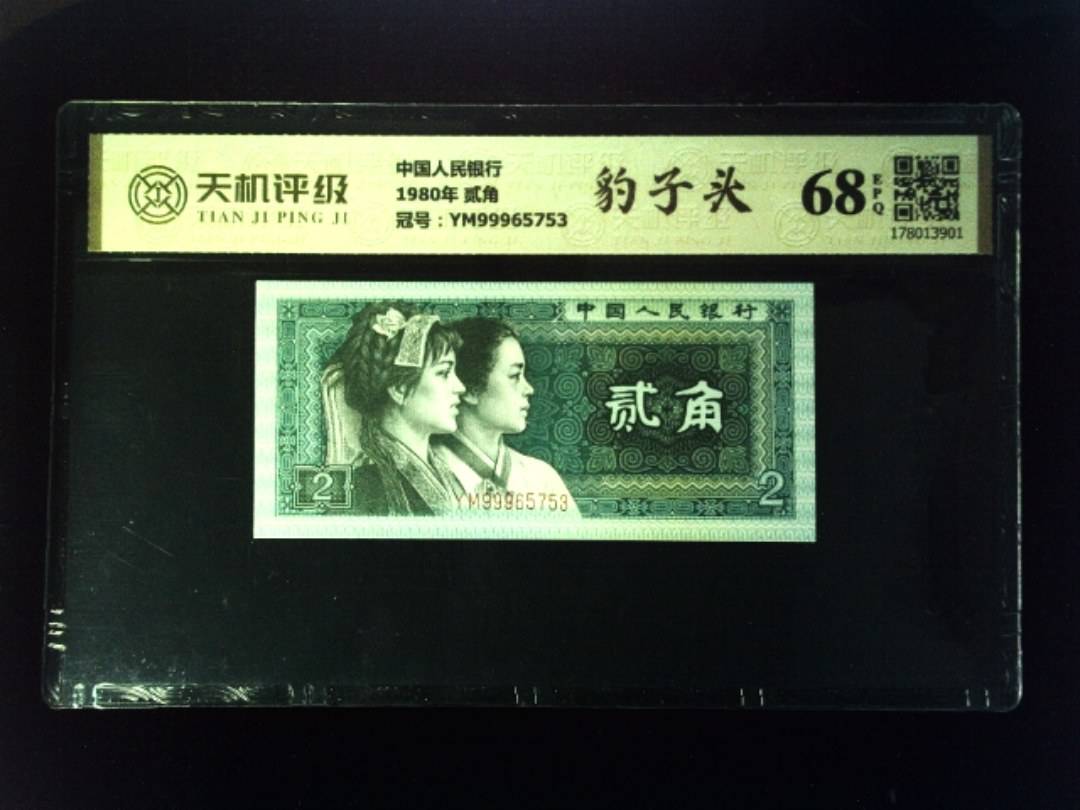 天机评级
TIAN JI PING JI
中国人民银行
1980年 贰角
冠号：YM99965753
豹子头
68
EPQ
178013901
中国人民银行
贰角
2
YM99965753
2